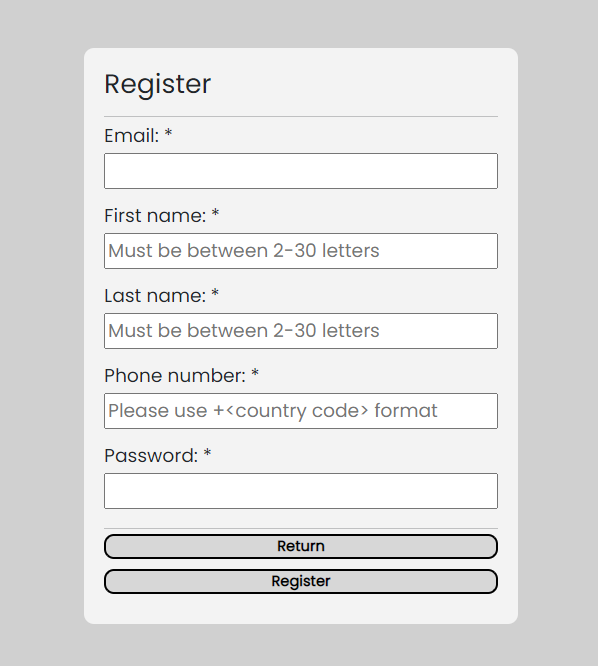 Register
Email: *
First name: *
Must be between 2-30 letters
Last name: *
Must be between 2-30 letters
Phone number: *
Please use +<country code> format
Password: *
Return
Register